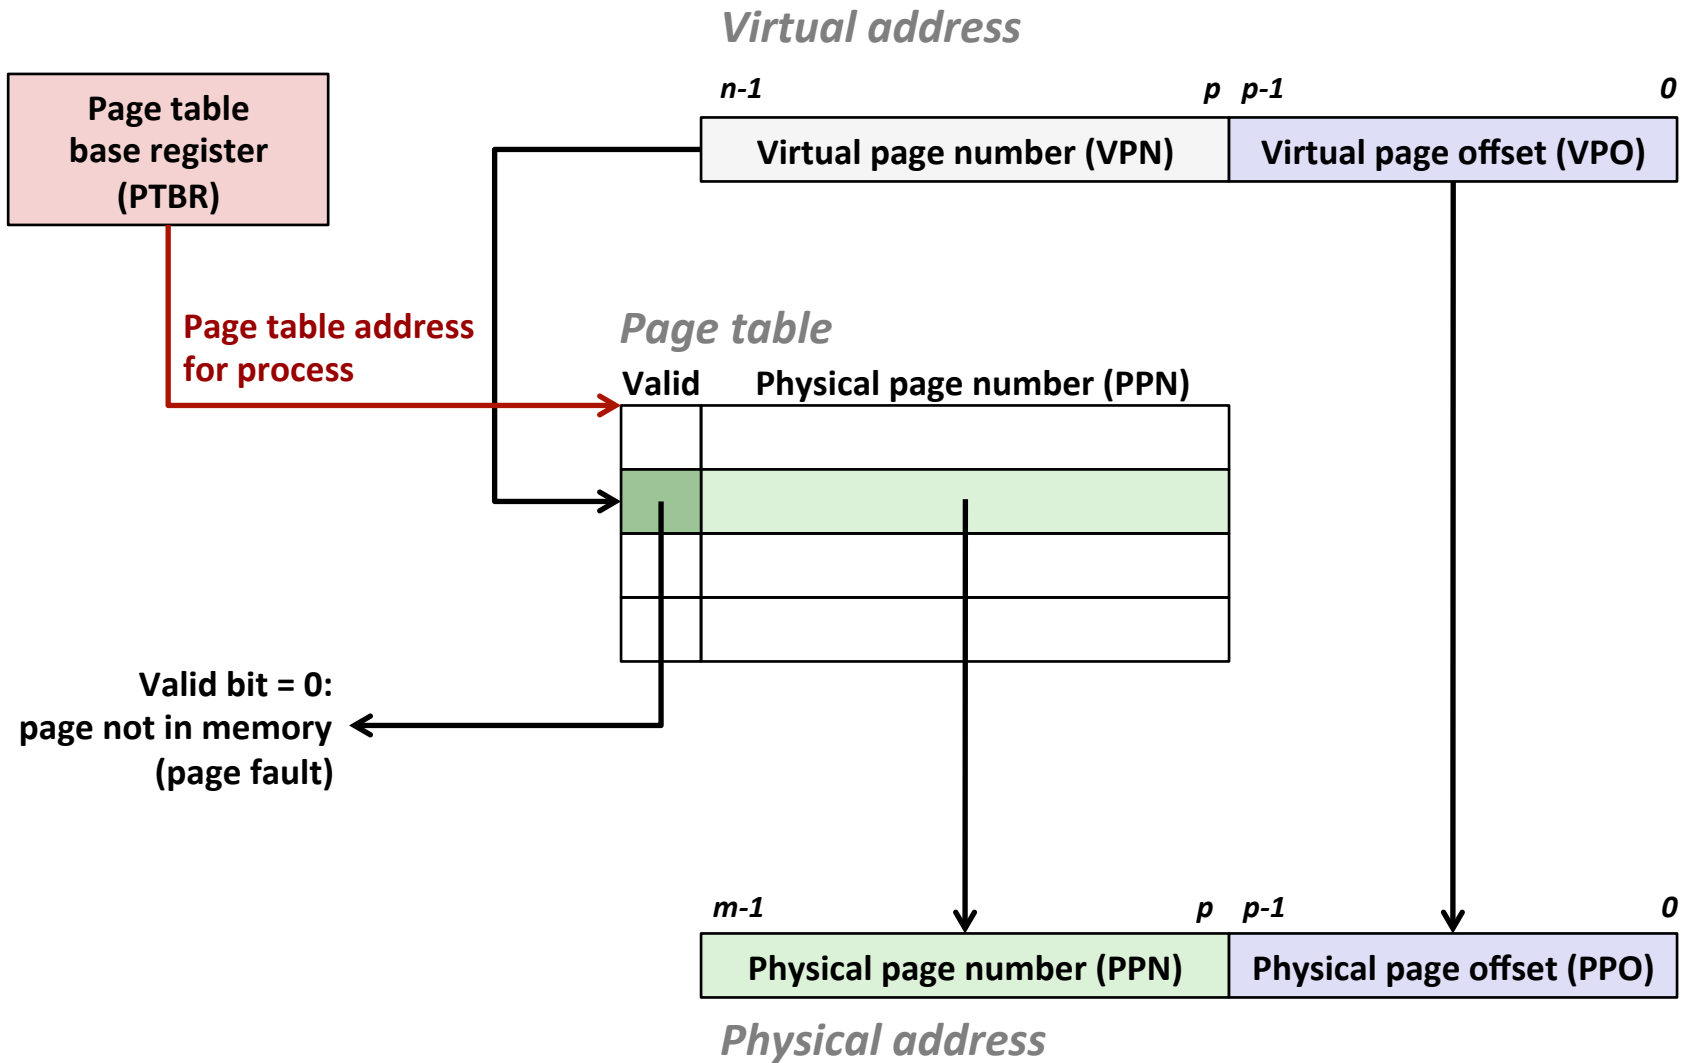 Virtual address
Page table
base register
(PTBR)
n-1 p p-1 0
Virtual page number (VPN) Virtual page offset (VPO)
Page table address
for process
Page table
Valid Physical page number (PPN)
Valid bit = 0:
page not in memory
(page fault)
m-1 p p-1 0
Physical page number (PPN) Physical page offset (PPO)
Physical address